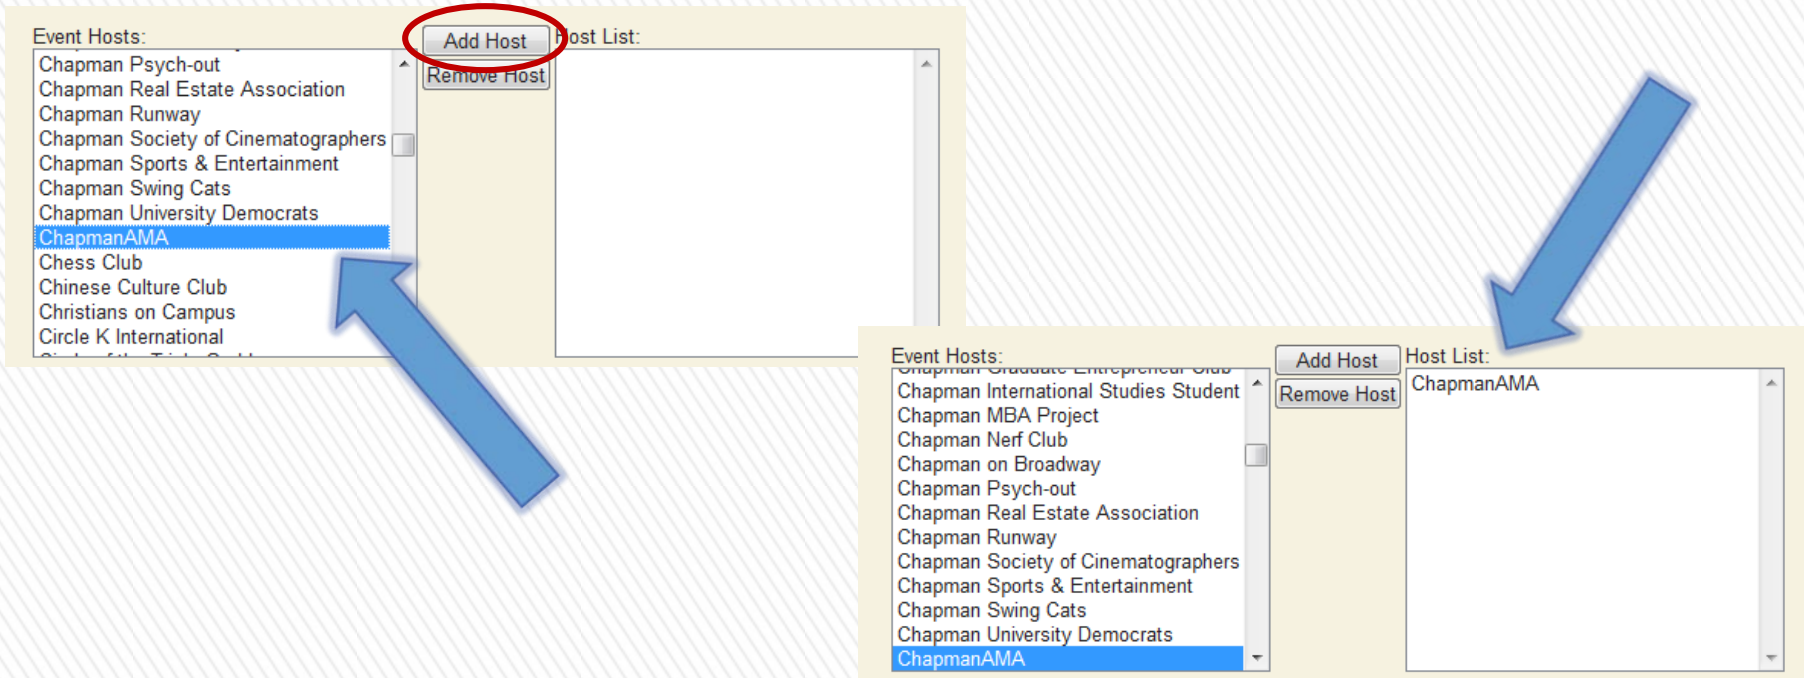 Event Hosts:
Add Host
Host List:
Remove Host
Chapman Psych-out
Chapman Real Estate Association
Chapman Runway
Chapman Society of Cinematographers
Chapman Sports & Entertainment
Chapman Swing Cats
Chapman University Democrats
ChapmanAMA
Chess Club
Chinese Culture Club
Christians on Campus
Circle K International
Event Hosts:
Add Host
Host List:
Remove Host
Chapman Graduate Entrepreneur Club
Chapman International Studies Student
Chapman MBA Project
Chapman Nerf Club
Chapman on Broadway
Chapman Psych-out
Chapman Real Estate Association
Chapman Runway
Chapman Society of Cinematographers
Chapman Sports & Entertainment
Chapman Swing Cats
Chapman University Democrats
ChapmanAMA
ChapmanAMA